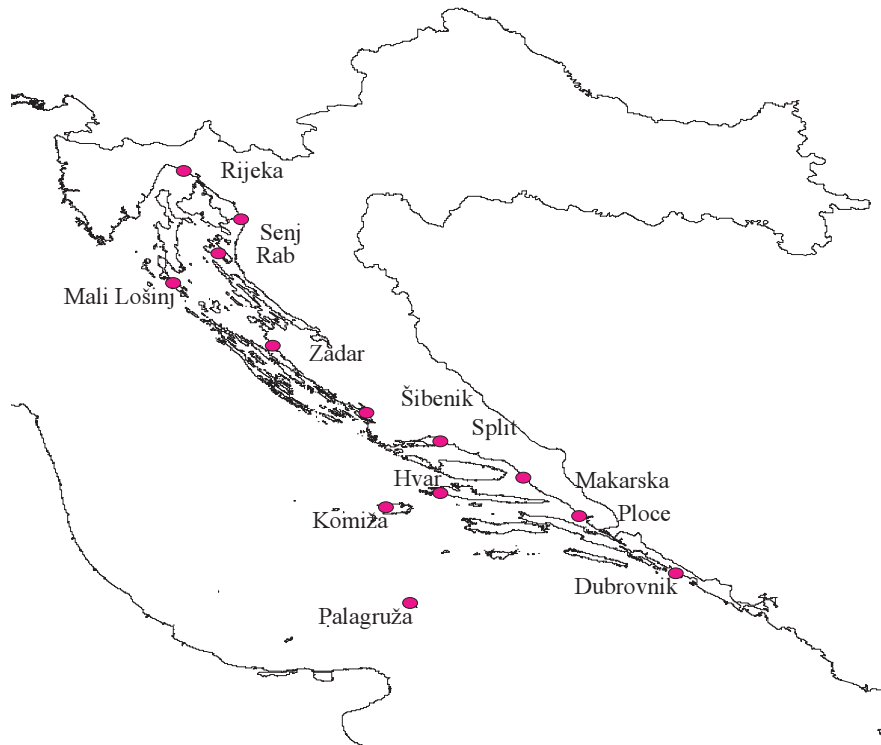 Rijeka
Senj
Rab
Mali Lošinj
Zadar
Šibenik
Split
Hvar
Makarska
Komiža
Ploce
Dubrovnik
Palagruža